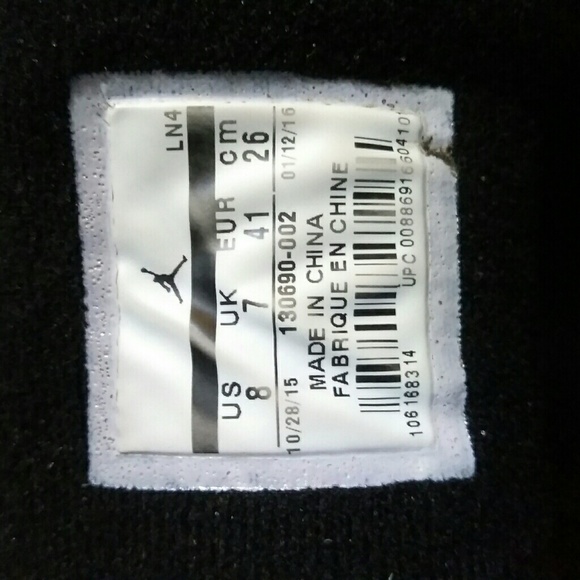 LN4
US UK EUR cm
8 7 41 26
10/28/15 130690-002 01/12/16
MADE IN CHINA
FABRIQUE EN CHINE
UPC 00886916604105
106168314